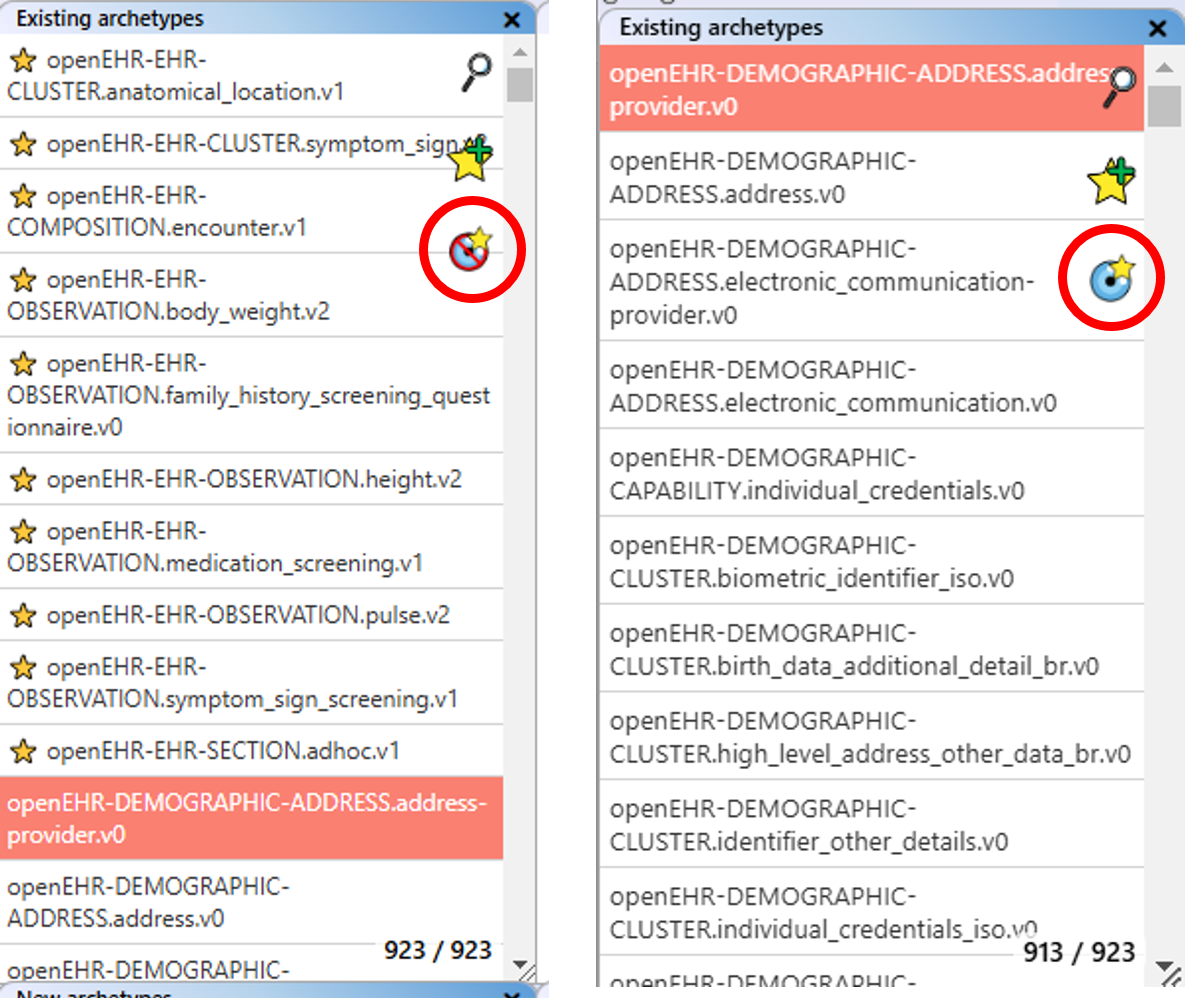 Existing archetypes
openEHR-EHR-
CLUSTER.anatomical_location.v1
openEHR-EHR-CLUSTER.symptom_sign.
openEHR-EHR-
COMPOSITION.encounter.v1
openEHR-EHR-
OBSERVATION.body_weight.v2
openEHR-EHR-
OBSERVATION.family_history_screening_quest
ionnaire.v0
openEHR-EHR-OBSERVATION.height.v2
openEHR-EHR-
OBSERVATION.medication_screening.v1
openEHR-EHR-OBSERVATION.pulse.v2
openEHR-EHR-
OBSERVATION.symptom_sign_screening.v1
openEHR-EHR-SECTION.adhoc.v1
openEHR-DEMOGRAPHIC-ADDRESS.address-
provider.v0
openEHR-DEMOGRAPHIC-
ADDRESS.address.v0
923 / 923
openEHR-DEMOGRAPHIC-
New archetypes
Existing archetypes
openEHR-DEMOGRAPHIC-ADDRESS.addres
provider.v0
openEHR-DEMOGRAPHIC-
ADDRESS.address.v0
openEHR-DEMOGRAPHIC-
ADDRESS.electronic_communication-
provider.v0
openEHR-DEMOGRAPHIC-
ADDRESS.electronic_communication.v0
openEHR-DEMOGRAPHIC-
CAPABILITY.individual_credentials.v0
openEHR-DEMOGRAPHIC-
CLUSTER.biometric_identifier_iso.v0
openEHR-DEMOGRAPHIC-
CLUSTER.birth_data_additional_detail_br.v0
openEHR-DEMOGRAPHIC-
CLUSTER.high_level_address_other_data_br.v0
openEHR-DEMOGRAPHIC-
CLUSTER.identifier_other_details.v0
openEHR-DEMOGRAPHIC-
CLUSTER.individual_credentials_iso.v0
913 / 923
openEHR-DEMOGRAPHIC-